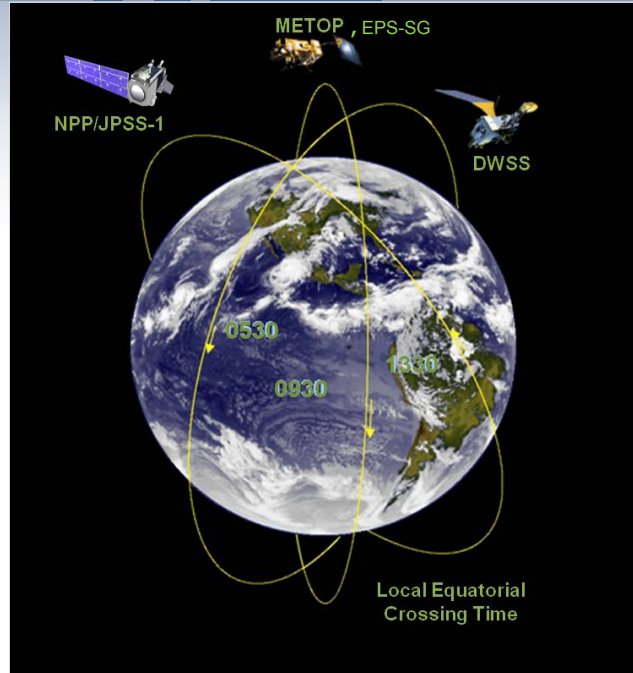 METOP , EPS-SG
NPP/JPSS-1
DWSS
0530
1330
0930
Local Equatorial
Crossing Time